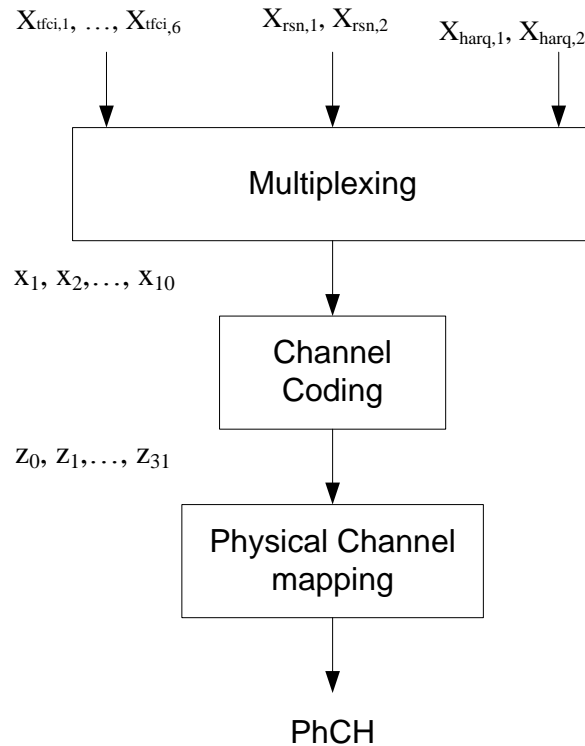 Xtfci,1, …, Xtfci,6
Xrsn,1, Xrsn,2
Xharq,1, Xharq,2
Multiplexing
x1, x2,…, x10
Channel
Coding
z0, z1,…, z31
Physical Channel
mapping
PhCH